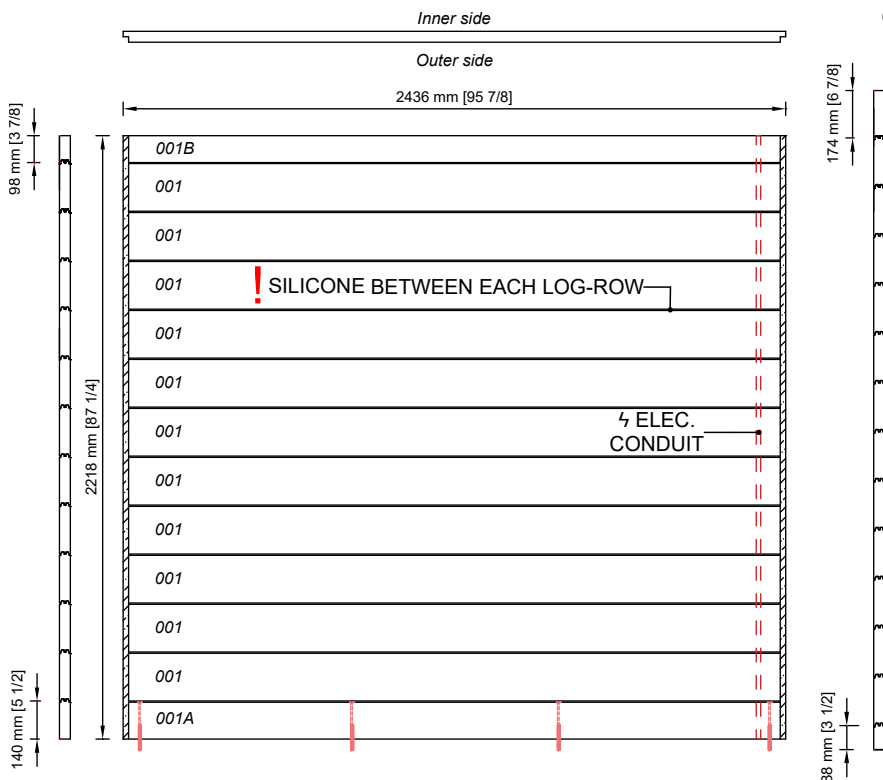 Inner side
Outer side
2436 mm [95 7/8]
98 mm [3 7/8]
174 mm [6 7/8]
001B
001
001
001
! SILICONE BETWEEN EACH LOG-ROW
001
001
001
ϟ ELEC.
CONDUIT
2218 mm [87 1/4]
001
001
001
001
001
001A
140 mm [5 1/2]
88 mm [3 1/2]